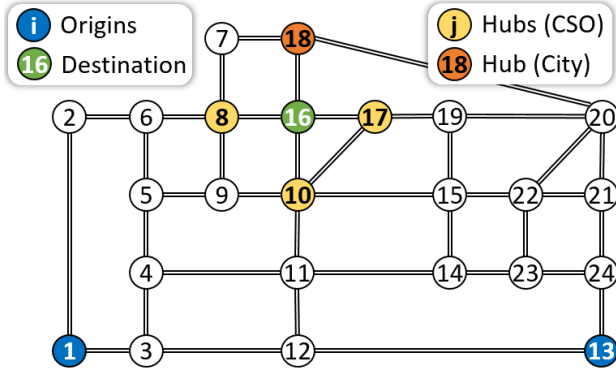 i Origins
16 Destination
j Hubs (CSO)
18 Hub (City)
7 18
2 6 8 16 17 19 20
5 9 10 15 22 21
4 11 14 23 24
1 3 12 13